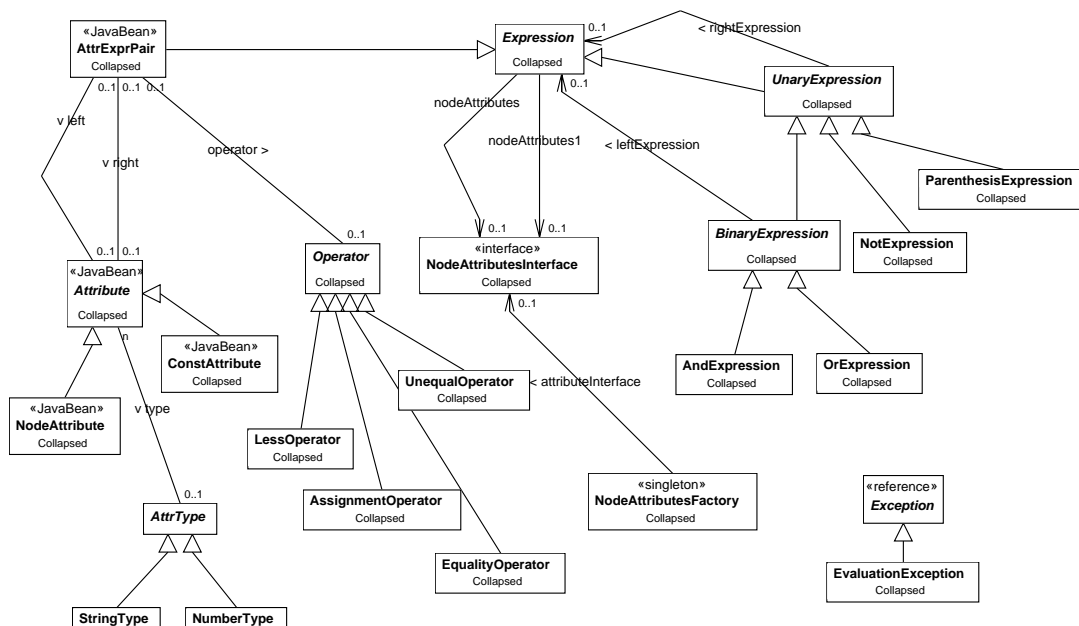 «JavaBean»
AttrExprPair
Collapsed
Expression
Collapsed
0..1
< rightExpression
UnaryExpression
Collapsed
0..1
0..1
0..1
0..1
nodeAttributes
v left
nodeAttributes1
v right
operator >
< leftExpression
ParenthesisExpression
Collapsed
BinaryExpression
Collapsed
NotExpression
Collapsed
0..1
0..1
0..1
0..1
0..1
«interface»
NodeAttributesInterface
Collapsed
Operator
Collapsed
«JavaBean»
Attribute
Collapsed
0..1
n
«JavaBean»
ConstAttribute
Collapsed
AndExpression
Collapsed
OrExpression
Collapsed
UnequalOperator
Collapsed
< attributeInterface
«JavaBean»
NodeAttribute
Collapsed
v type
LessOperator
Collapsed
0..1
AssignmentOperator
Collapsed
«singleton»
NodeAttributesFactory
Collapsed
«reference»
Exception
Collapsed
AttrType
Collapsed
EqualityOperator
Collapsed
EvaluationException
Collapsed
StringType
NumberType